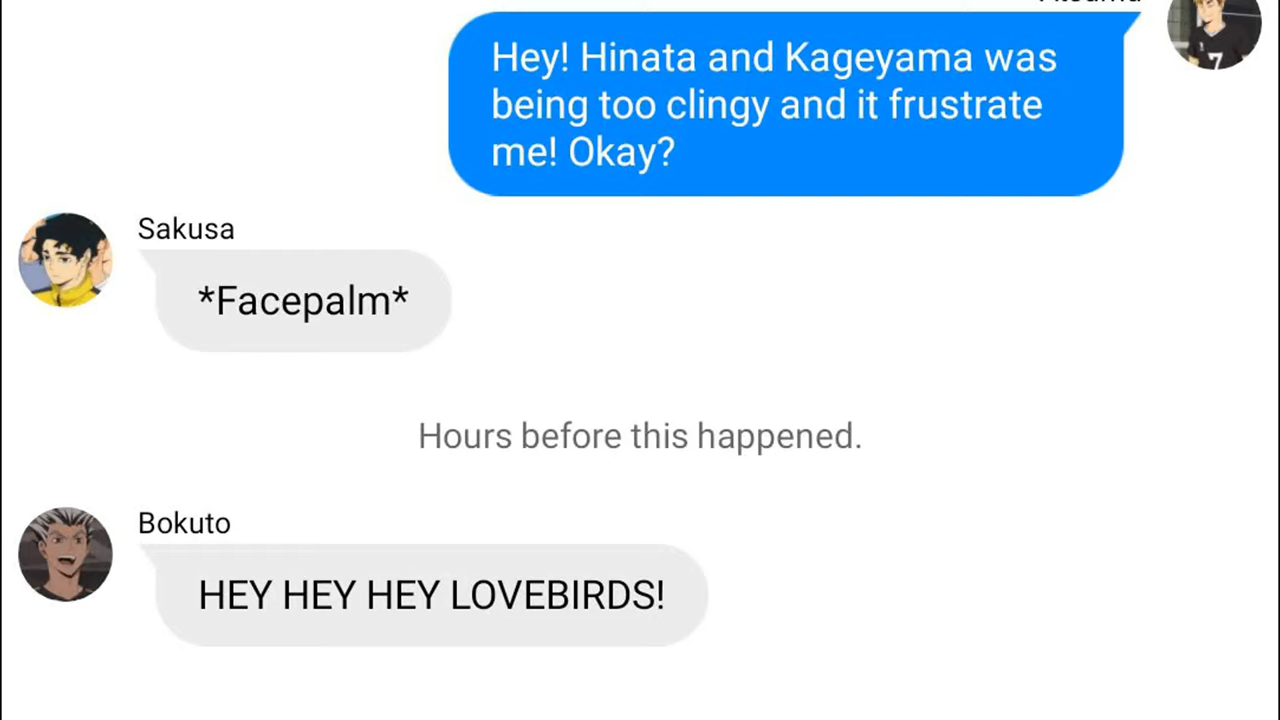 Hey! Hinata and Kageyama was
being too clingy and it frustrate
me! Okay?
Sakusa
*Facepalm*
Hours before this happened.
Bokuto
HEY HEY HEY LOVEBIRDS!
7